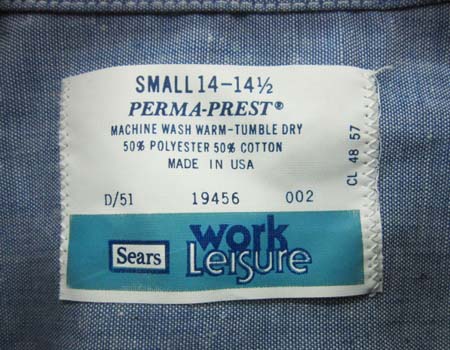 SMALL 14-14½
PERMA-PREST®
MACHINE WASH WARM-TUMBLE DRY
50% POLYESTER 50% COTTON
MADE IN USA
CL 48 57
D/51 19456 002
Sears
work
Leisure